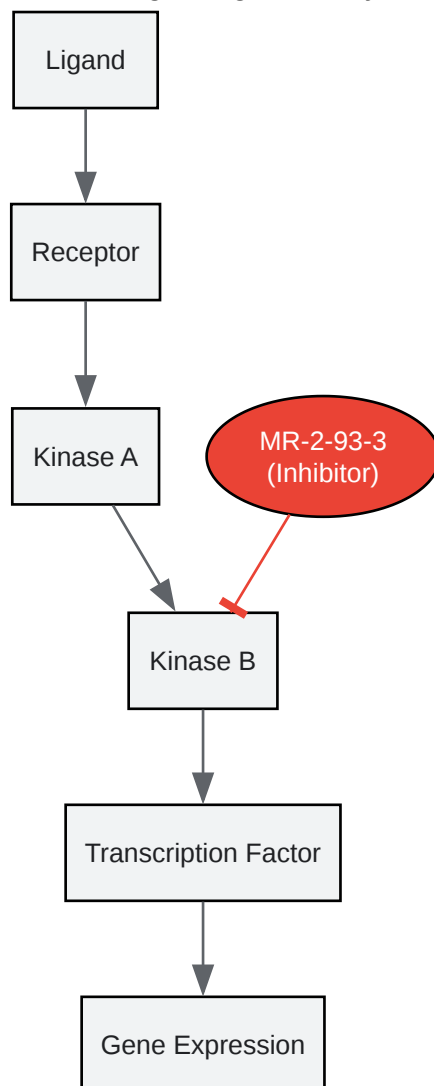 Ligand
Receptor
Kinase A
MR-2-93-3
(Inhibitor)
Kinase B
Transcription Factor
Gene Expression